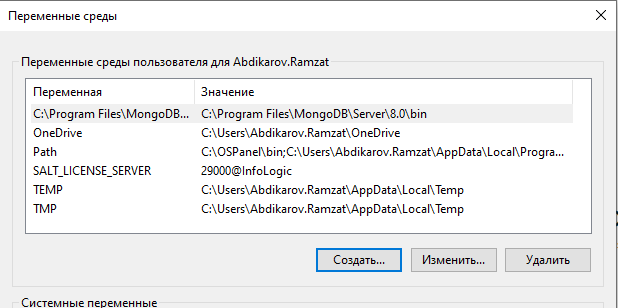 Переменные среды
Переменные среды пользователя для Abdikarov.Ramzat
Переменная Значение
C:\Program Files\MongoDB... C:\Program Files\MongoDB\Server\8.0\bin
OneDrive C:\Users\Abdikarov.Ramzat\OneDrive
Path C:\OSPanel\bin;C:\Users\Abdikarov.Ramzat\AppData\Local\Progra...
SALT_LICENSE_SERVER 29000@InfoLogic
TEMP C:\Users\Abdikarov.Ramzat\AppData\Local\Temp
TMP C:\Users\Abdikarov.Ramzat\AppData\Local\Temp
Создать... Изменить... Удалить
Системные переменные